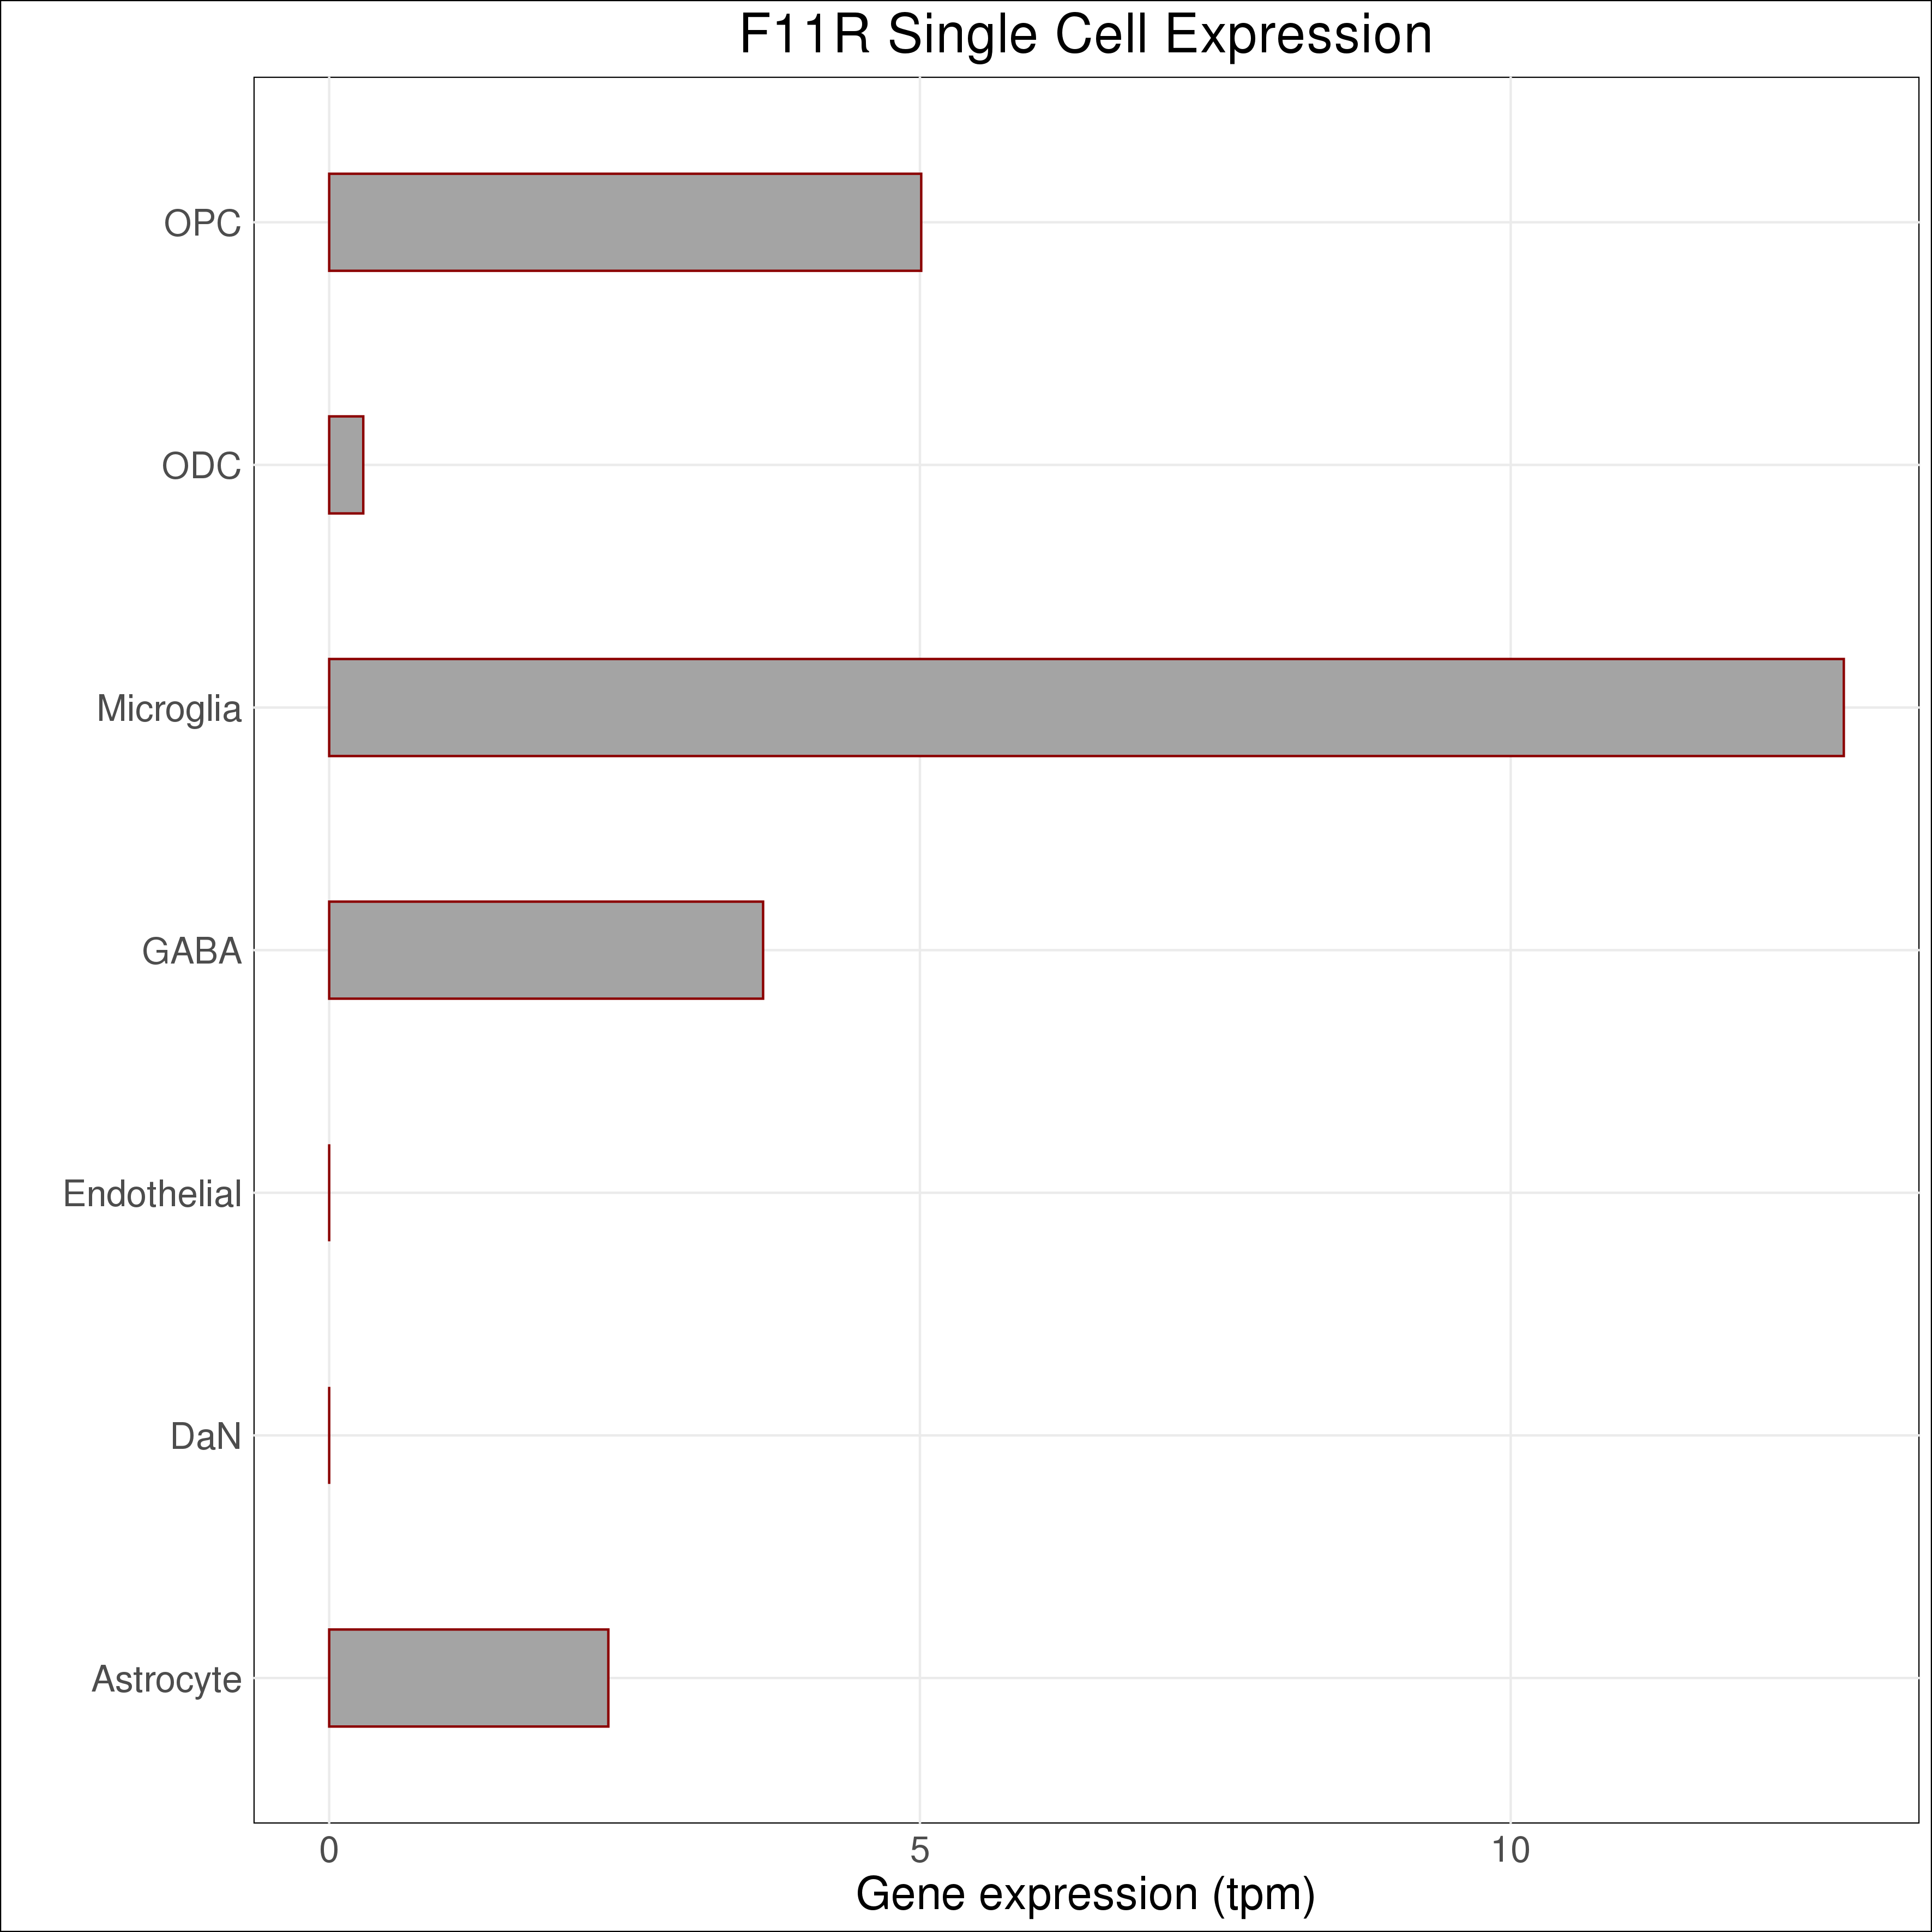 F11R Single Cell Expression
OPC
ODC
Microglia
GABA
Endothelial
DaN
Astrocyte
0 5 10
Gene expression (tpm)